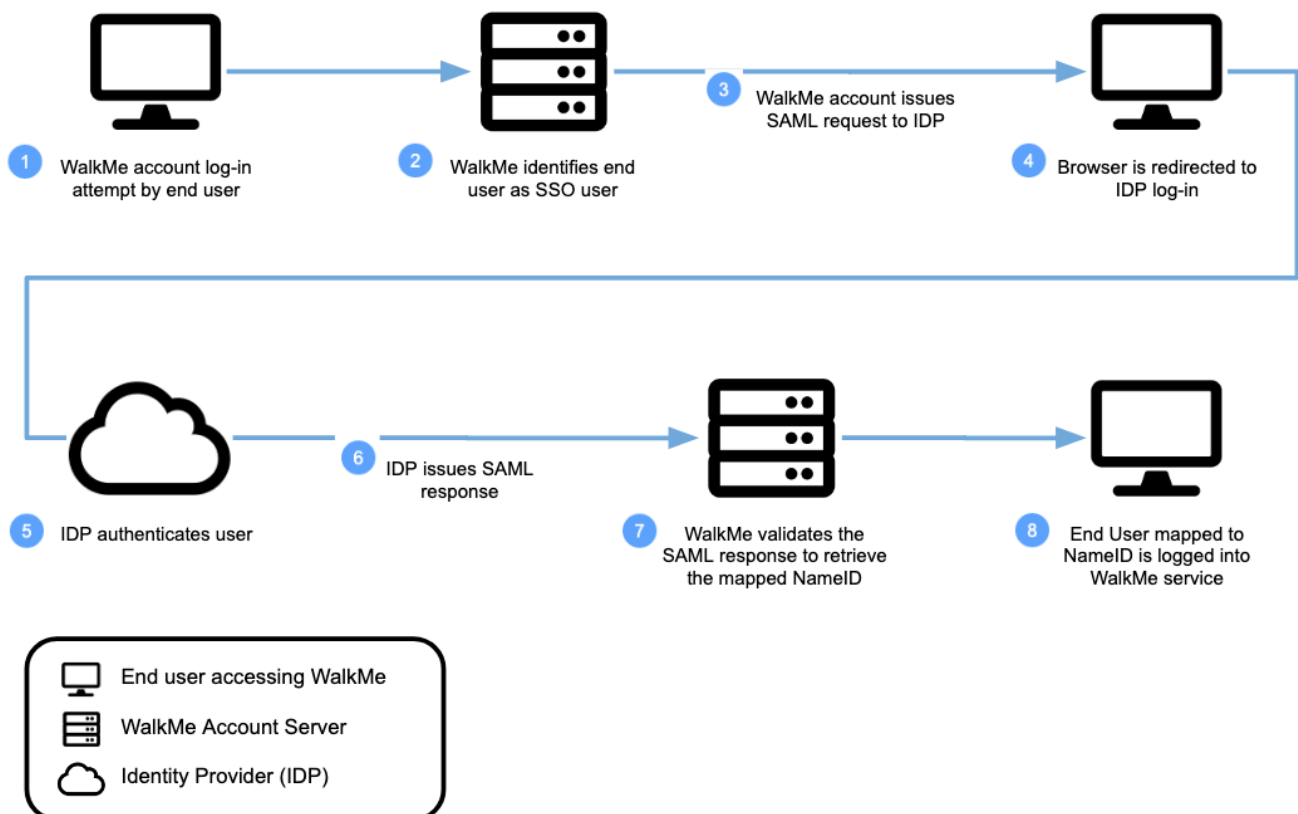 3
WalkMe account issues
SAML request to IDP
1
WalkMe account log-in
attempt by end user
2
WalkMe identifies end
user as SSO user
4
Browser is redirected to
IDP log-in
6
IDP issues SAML
response
5
IDP authenticates user
7
WalkMe validates the
SAML response to retrieve
the mapped NameID
8
End User mapped to
NameID is logged into
WalkMe service
End user accessing WalkMe
WalkMe Account Server
Identity Provider (IDP)